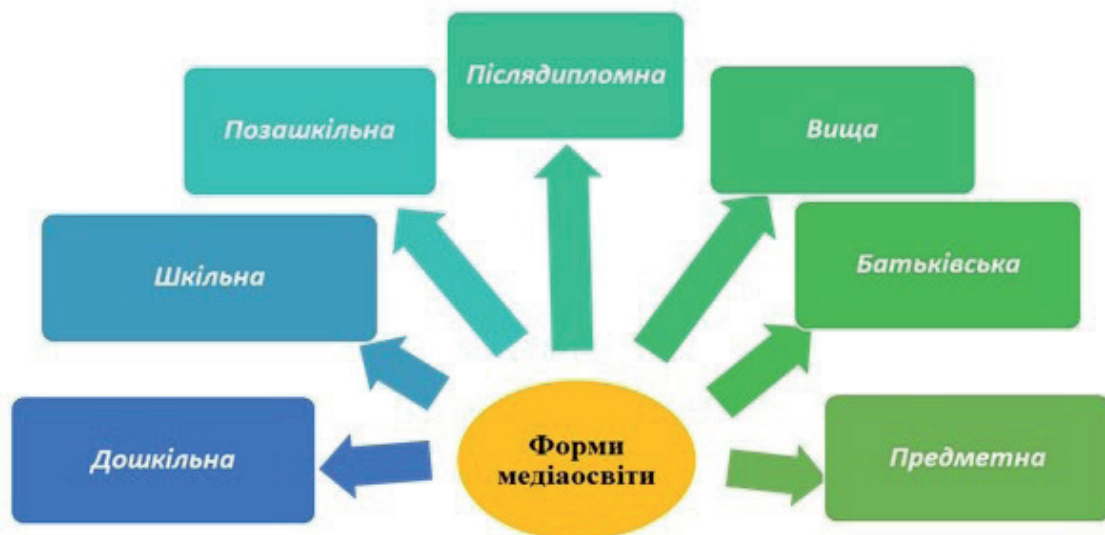 Післядипломна
Позашкільна
Вища
Шкільна
Батьківська
Дошкільна
Форми
медіаосвіти
Предметна